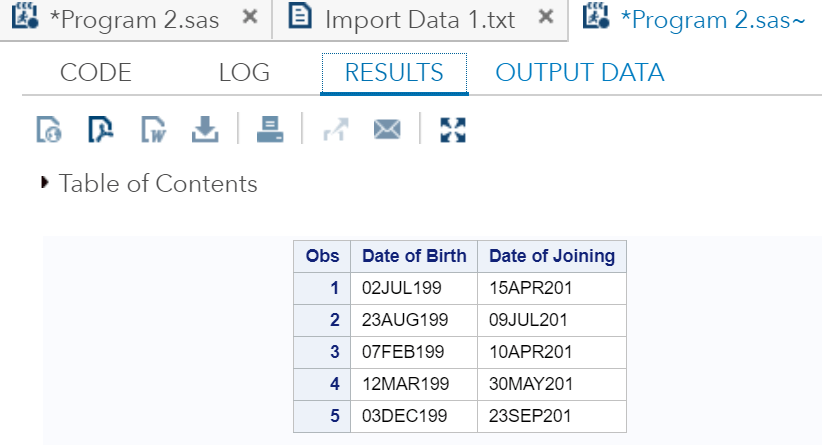 *Program 2.sas × Import Data 1.txt × *Program 2.sas~
CODE LOG RESULTS OUTPUT DATA
Table of Contents
Obs Date of Birth Date of Joining
1 02JUL199 15APR201
2 23AUG199 09JUL201
3 07FEB199 10APR201
4 12MAR199 30MAY201
5 03DEC199 23SEP201